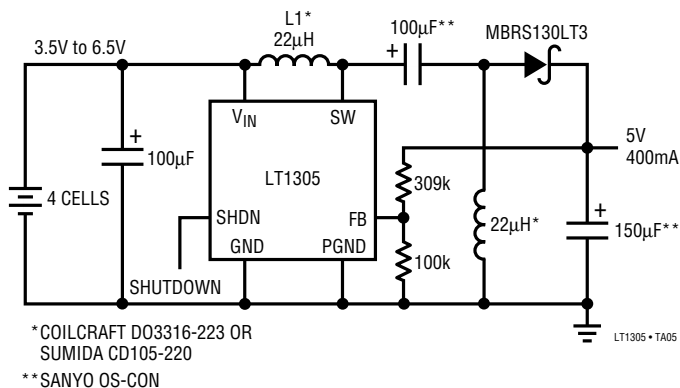 L1*
22µH
100µF**
MBRS130LT3
3.5V to 6.5V
+
VIN
SW
5V
400mA
+
100µF
LT1305
309k
4 CELLS
SHDN
FB
22µH*
+
150µF**
GND
PGND
100k
SHUTDOWN
*COILCRAFT DO3316-223 OR
SUMIDA CD105-220
**SANYO OS-CON
LT1305 • TA05